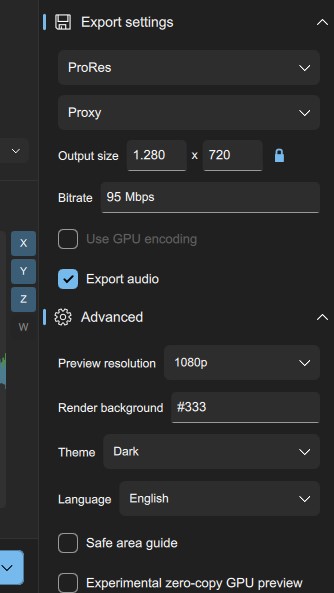 Export settings
ProRes
Proxy
Output size 1.280 x 720
Bitrate 95 Mbps
X
Y
Z
W
Use GPU encoding
Export audio
Advanced
Preview resolution 1080p
Render background #333
Theme Dark
Language English
Safe area guide
Experimental zero-copy GPU preview